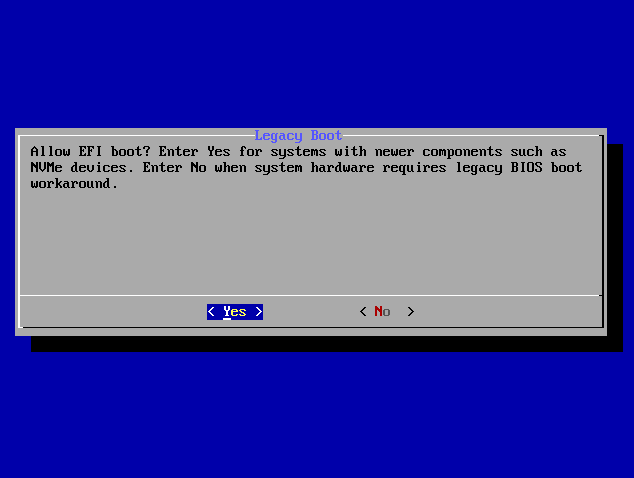 Legacy Boot
Allow EFI boot? Enter Yes for systems with newer components such as
NVMe devices. Enter No when system hardware requires legacy BIOS boot
workaround.
< Yes > < No >